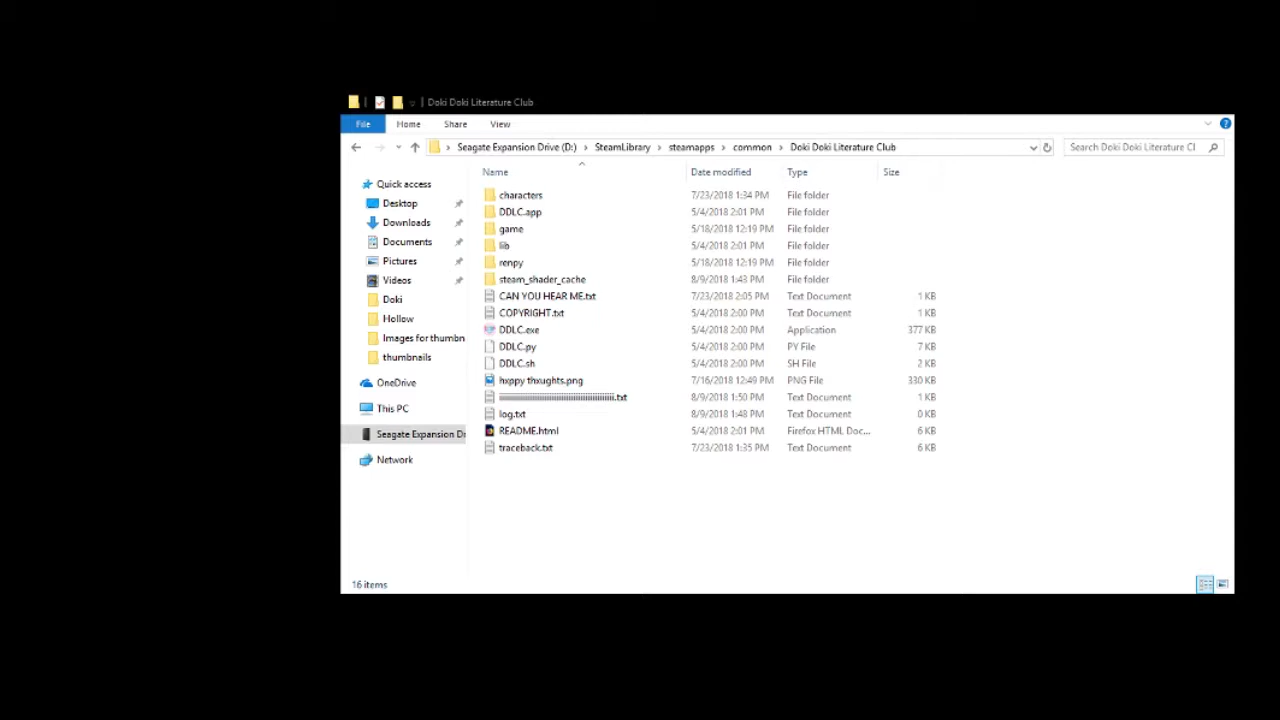 Doki Doki Literature Club
File Home Share View
Seagate Expansion Drive (D:) SteamLibrary steamapps common Doki Doki Literature Club Search Doki Doki Literature Cl
Name Date modified Type Size
Quick access
Desktop
Downloads
Documents
Pictures
Videos
Doki
Hollow
Images for thumbn
thumbnails
OneDrive
This PC
Seagate Expansion Dr
Network
characters 7/23/2018 1:34 PM File folder
DDLC.app 5/4/2018 2:01 PM File folder
game 5/18/2018 12:19 PM File folder
lib 5/4/2018 2:01 PM File folder
renpy 5/18/2018 12:19 PM File folder
steam_shader_cache 8/9/2018 1:43 PM File folder
CAN YOU HEAR ME.txt 7/23/2018 2:05 PM Text Document 1 KB
COPYRIGHT.txt 5/4/2018 2:00 PM Text Document 1 KB
DDLC.exe 5/4/2018 2:00 PM Application 377 KB
DDLC.py 5/4/2018 2:00 PM PY File 7 KB
DDLC.sh 5/4/2018 2:00 PM SH File 2 KB
hxppy thxughts.png 7/16/2018 12:49 PM PNG File 330 KB
.txt 8/9/2018 1:50 PM Text Document 1 KB
log.txt 8/9/2018 1:48 PM Text Document 0 KB
README.html 5/4/2018 2:01 PM Firefox HTML Doc... 6 KB
traceback.txt 7/23/2018 1:35 PM Text Document 6 KB
16 items